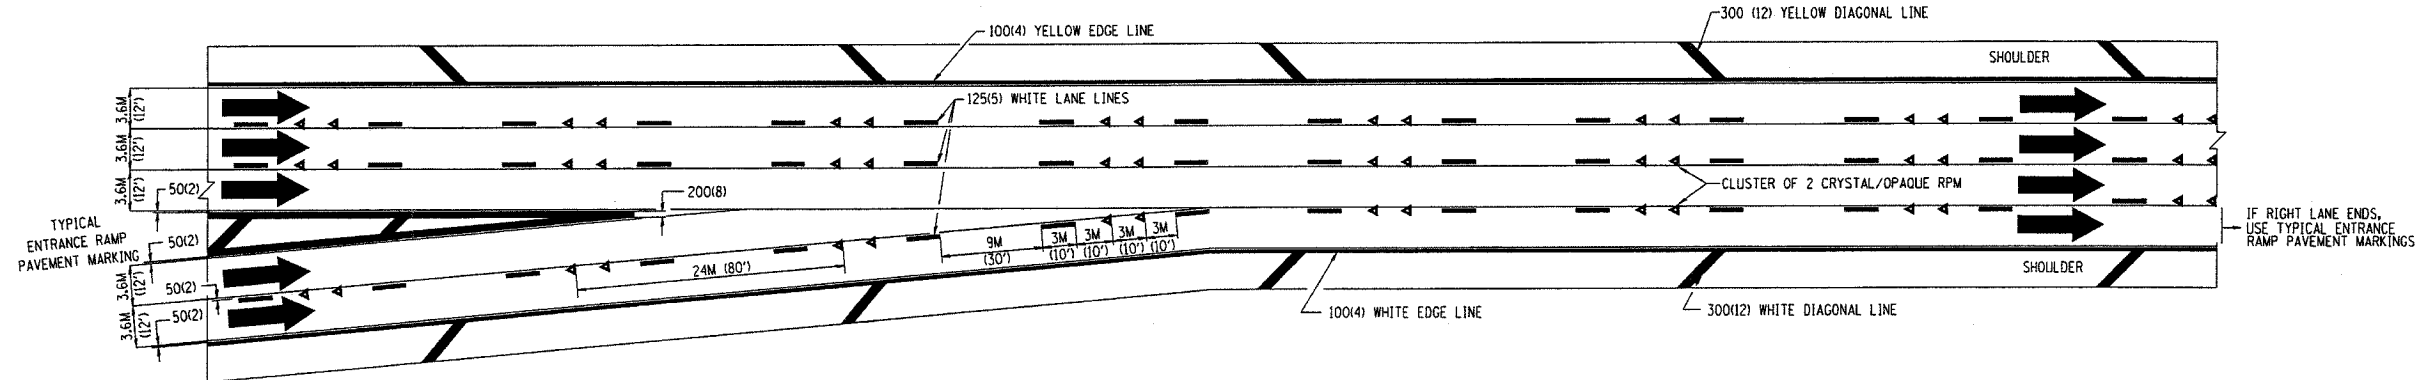 300 (12) YELLOW DIAGONAL LINE
100(4) YELLOW EDGE LINE
SHOULDER
125(5) WHITE LANE LINES
3.6M
(12')
3.6M
(12')
3.6M
(12')
50(2)
200(8)
CLUSTER OF 2 CRYSTAL/OPAQUE RPM
TYPICAL
ENTRANCE RAMP
PAVEMENT MARKING
IF RIGHT LANE ENDS,
USE TYPICAL ENTRANCE
RAMP PAVEMENT MARKINGS
50(2)
9M
(30')
3M
(10')
3M
(10')
3M
(10')
3M
(10')
24M (80')
SHOULDER
3.6M
(12')
50(2)
3.6M
(12')
50(2)
100(4) WHITE EDGE LINE
300(12) WHITE DIAGONAL LINE